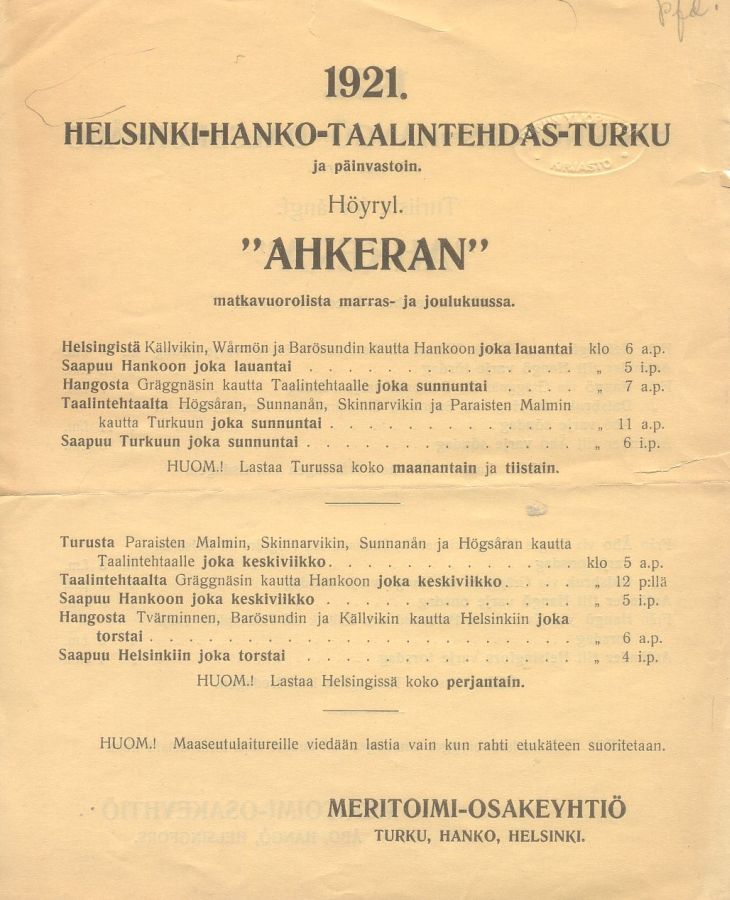 1921.
HELSINKI-HANKO-TAALINTEHDAS-TURKU
ja päinvastoin.
Höyryl.
"AHKERAN"
matkavuorolista marras- ja joulukuussa.
Helsingistä Källvikin, Wårmön ja Barösundin kautta Hankoon joka lauantai klo 6 a.p.
Saapuu Hankoon joka lauantai . . . . . . . . . . . . . . . „ 5 i.p.
Hangosta Gräggnäsin kautta Taalintehtaalle joka sunnuntai . . . . . „ 7 a.p.
Taalintehtaalta Högsåran, Sunnanån, Skinnarvikin ja Paraisten Malmin
kautta Turkuun joka sunnuntai . . . . . . . . . . . . . „ 11 a.p.
Saapuu Turkuun joka sunnuntai . . . . . . . . . . . . . . „ 6 i.p.
HUOM.! Lastaa Turussa koko maanantain ja tiistain.
Turusta Paraisten Malmin, Skinnarvikin, Sunnanån ja Högsåran kautta
Taalintehtaalle joka keskiviikko. . . . . . . . . . . . . klo 5 a.p.
Taalintehtaalta Gräggnäsin kautta Hankoon joka keskiviikko. . . . . „ 12 p:llä
Saapuu Hankoon joka keskiviikko . . . . . . . . . . . . . „ 5 i.p.
Hangosta Tvärminnen, Barösundin ja Källvikin kautta Helsinkiin joka
torstai . . . . . . . . . . . . . . . . . . . . . . „ 6 a.p.
Saapuu Helsinkiin joka torstai . . . . . . . . . . . . . . „ 4 i.p.
HUOM.! Lastaa Helsingissä koko perjantain.
HUOM.! Maaseutulaitureille viedään lastia vain kun rahti etukäteen suoritetaan.
MERITOIMI-OSAKEYHTIÖ
TURKU, HANKO, HELSINKI.
KIRJASTO